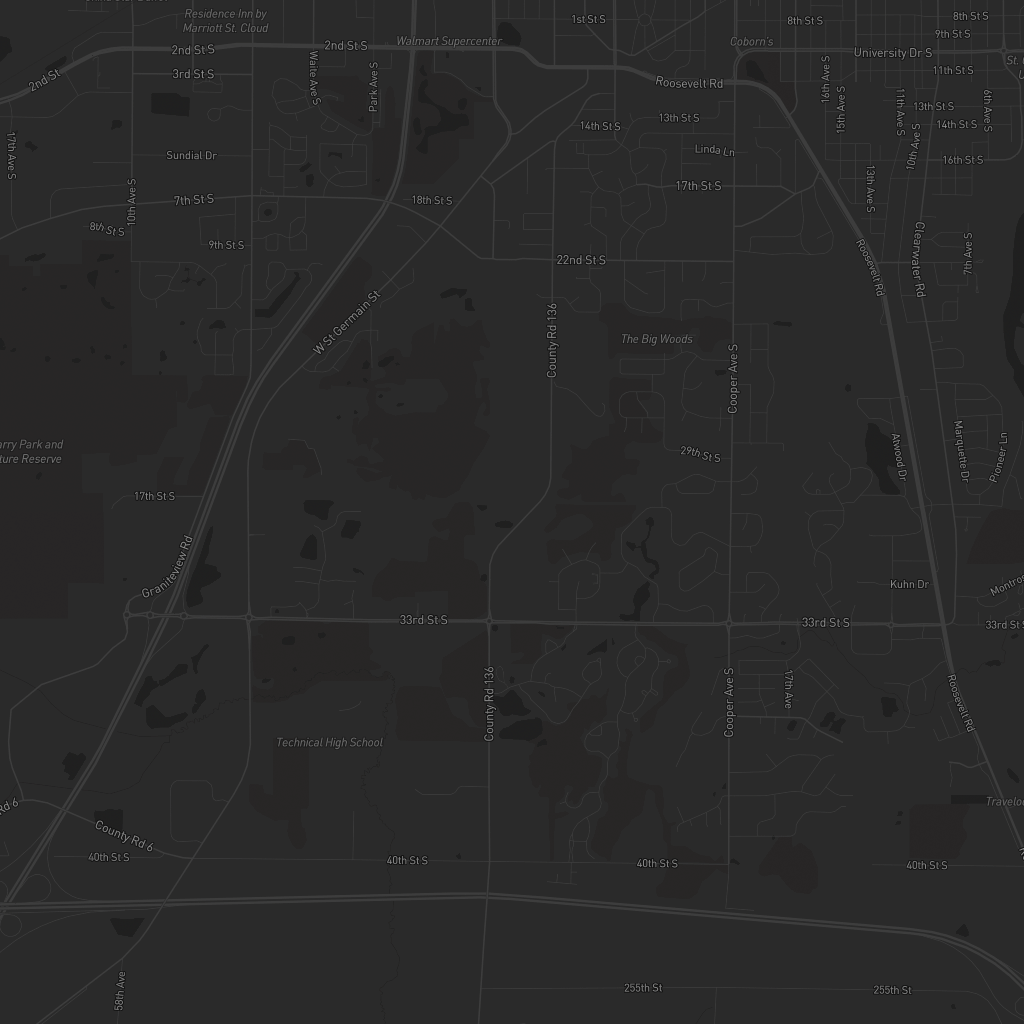 Residence Inn by
Marriott St. Cloud
1st St S
8th St S
8th St S
9th St S
2nd St S
2nd St S
Walmart Supercenter
Coborn's
University Dr S
2nd St
3rd St S
Waite Ave S
Park Ave S
Roosevelt Rd
16th Ave S
15th Ave S
11th St S
11th Ave S
13th St S
6th Ave S
14th St S
13th St S
14th St S
10th Ave S
17th Ave S
Sundial Dr
Linda Ln
16th St S
10th Ave S
7th St S
18th St S
17th St S
13th Ave S
8th St S
9th St S
22nd St S
Roosevelt Rd
Clearwater Rd
7th Ave S
W St Germain St
County Rd 136
The Big Woods
Cooper Ave S
arry Park and
ture Reserve
29th St S
Atwood Dr
Marquette Dr
Pioneer Ln
17th St S
Graniteview Rd
Kuhn Dr
33rd St S
33rd St S
33rd St S
County Rd 136
Cooper Ave S
17th Ave
Roosevelt Rd
Technical High School
Rd 6
County Rd 6
40th St S
40th St S
40th St S
40th St S
58th Ave
255th St
255th St